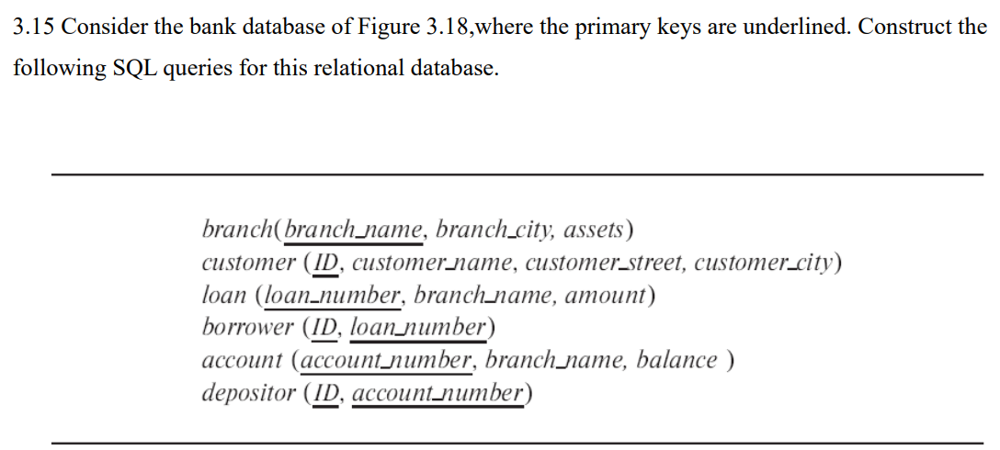 3.15 Consider the bank database of Figure 3.18,where the primary keys are underlined. Construct the
following SQL queries for this relational database.
branch(branch_name, branch_city, assets)
customer (ID, customer_name, customer_street, customer_city)
loan (loan_number, branch_name, amount)
borrower (ID, loan_number)
account (account_number, branch_name, balance )
depositor (ID, account_number)